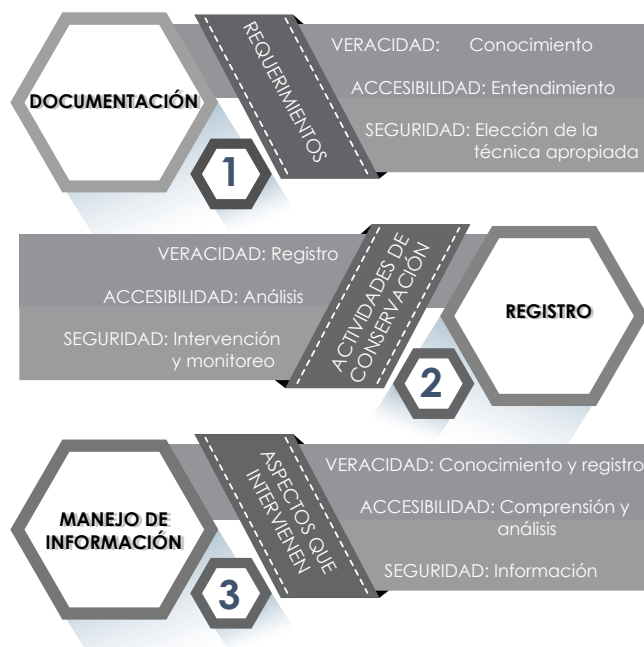 DOCUMENTACIÓN
1
REQUERIMIENTOS
VERACIDAD: Conocimiento
ACCESIBILIDAD: Entendimiento
SEGURIDAD: Elección de la
técnica apropiada
VERACIDAD: Registro
ACCESIBILIDAD: Análisis
SEGURIDAD: Intervención
y monitoreo
ACTIVIDADES DE
CONSERVACIÓN
2
REGISTRO
MANEJO DE
INFORMACIÓN
3
ASPECTOS QUE
INTERVIENEN
VERACIDAD: Conocimiento y registro
ACCESIBILIDAD: Comprensión y
análisis
SEGURIDAD: Información